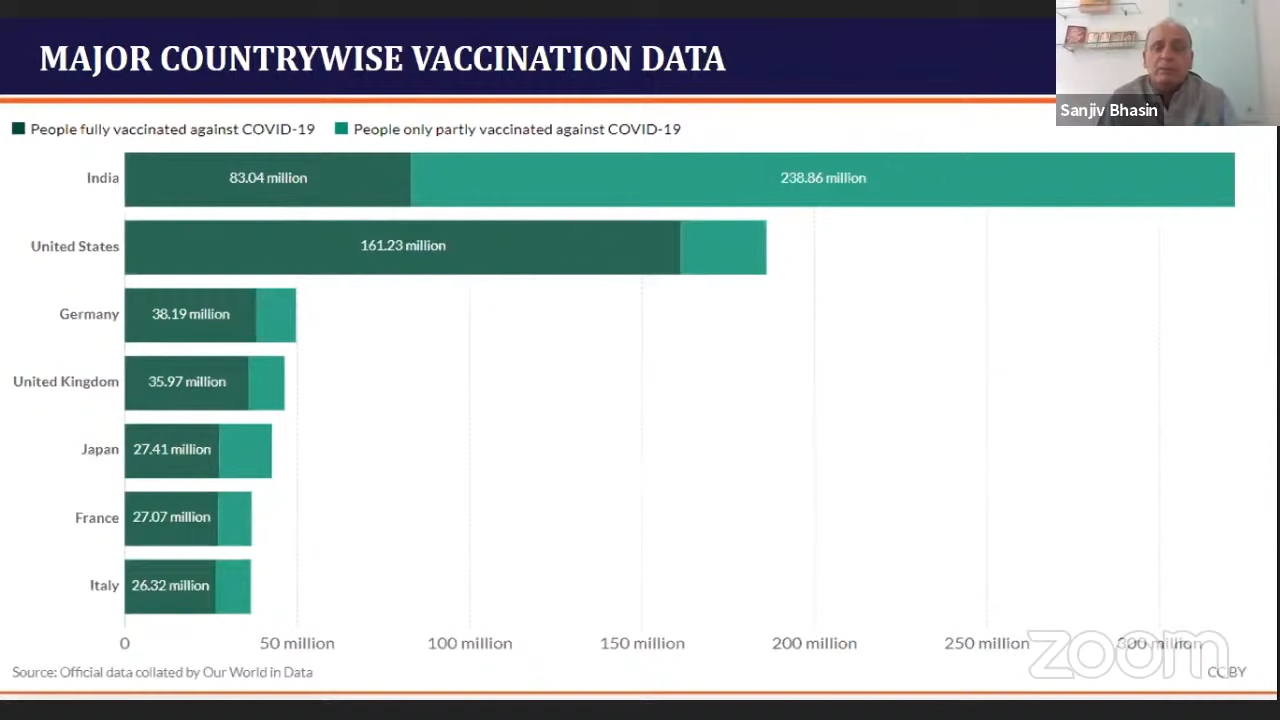 MAJOR COUNTRYWISE VACCINATION DATA
Sanjiv Bhasin
People fully vaccinated against COVID-19 People only partly vaccinated against COVID-19
India 83.04 million 238.86 million
United States 161.23 million
Germany 38.19 million
United Kingdom 35.97 million
Japan 27.41 million
France 27.07 million
Italy 26.32 million
0 50 million 100 million 150 million 200 million 250 million 300 million
zoom
Source: Official data collated by Our World in Data CC BY